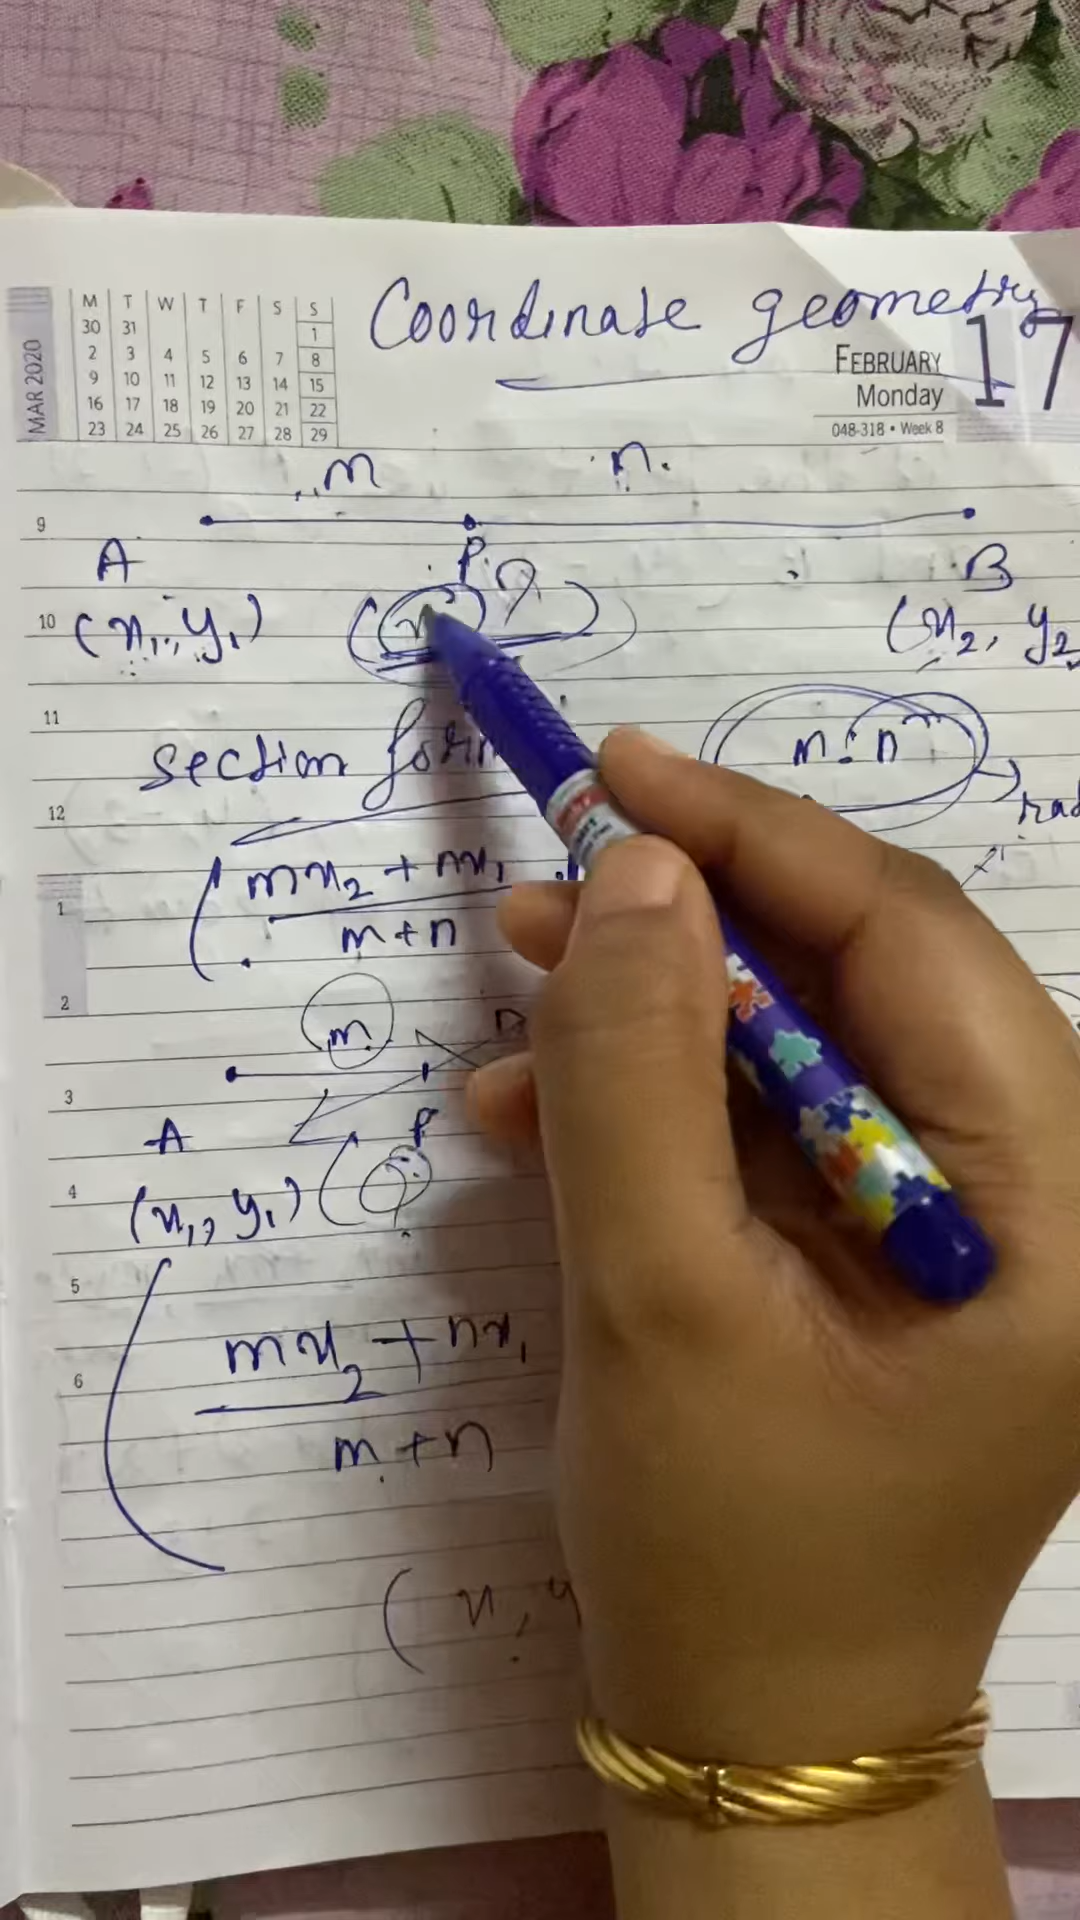 Coordinate geometry
MAR 2020
M T W T F S S
30 31 1
2 3 4 5 6 7 8
9 10 11 12 13 14 15
16 17 18 19 20 21 22
23 24 25 26 27 28 29
FEBRUARY 17
Monday
048-318 • Week 8
m n
9
A P B
10 (x₁, y₁) (x ?) (x₂, y₂
11
section m:n
12
mx₂ + nx₁
1
m+n
2
m
3
A P
4 (x₁, y₁) ( ?
5
mx₂ + nx₁
6
m+n
(x, y